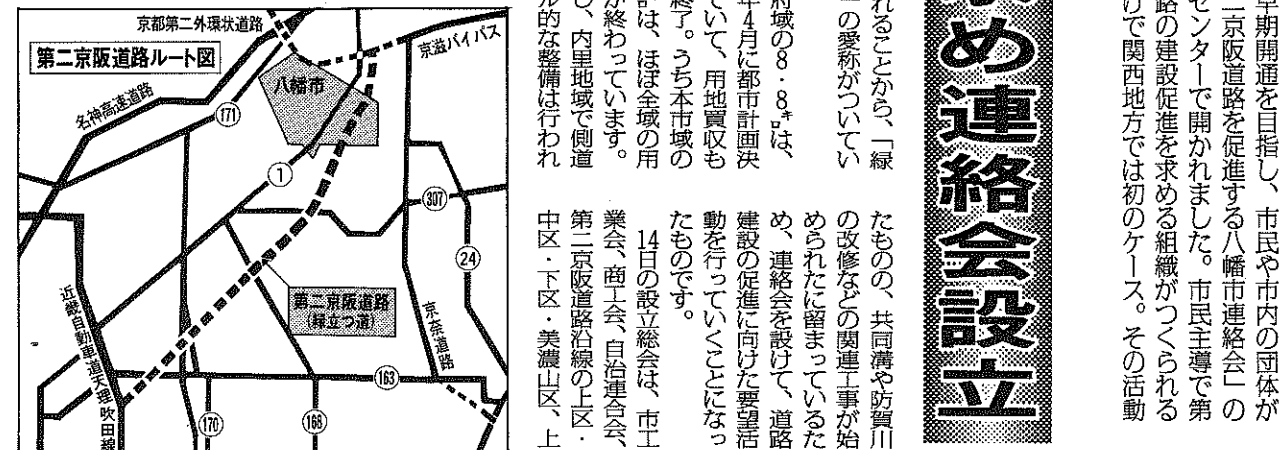 早期開通を目指し、市民や市内の団体が
二京阪道路を促進する八幡市連絡会」の
センターで開かれました。市民主導で第
路の建設促進を求める組織がつくられる
けで関西地方では初のケース。その活動
め連絡会設立
れることから、「緑
の愛称がついてい
府域の8・8㌔は、
年4月に都市計画決
ていて、用地買収も
終了。うち本市域の
は、ほぼ全域の用
が終わっています。
し、内里地域で側道
ル的な整備は行われ
たものの、共同溝や防賀川
の改修などの関連工事が始
められたに留まっているた
め、連絡会を設けて、道路
建設の促進に向けた要望活
動を行っていくことになっ
たものです。
14日の設立総会は、市工
業会、商工会、自治連合会、
第二京阪道路沿線の上区・
中区・下区・美濃山区、上
第二京阪道路ルート図
京都第二外環状道路
京滋バイパス
八幡市
名神高速道路
171
1
307
24
第二京阪道路
(緑立つ道)
京奈道路
近畿自動車道天理吹田線
163
170
168